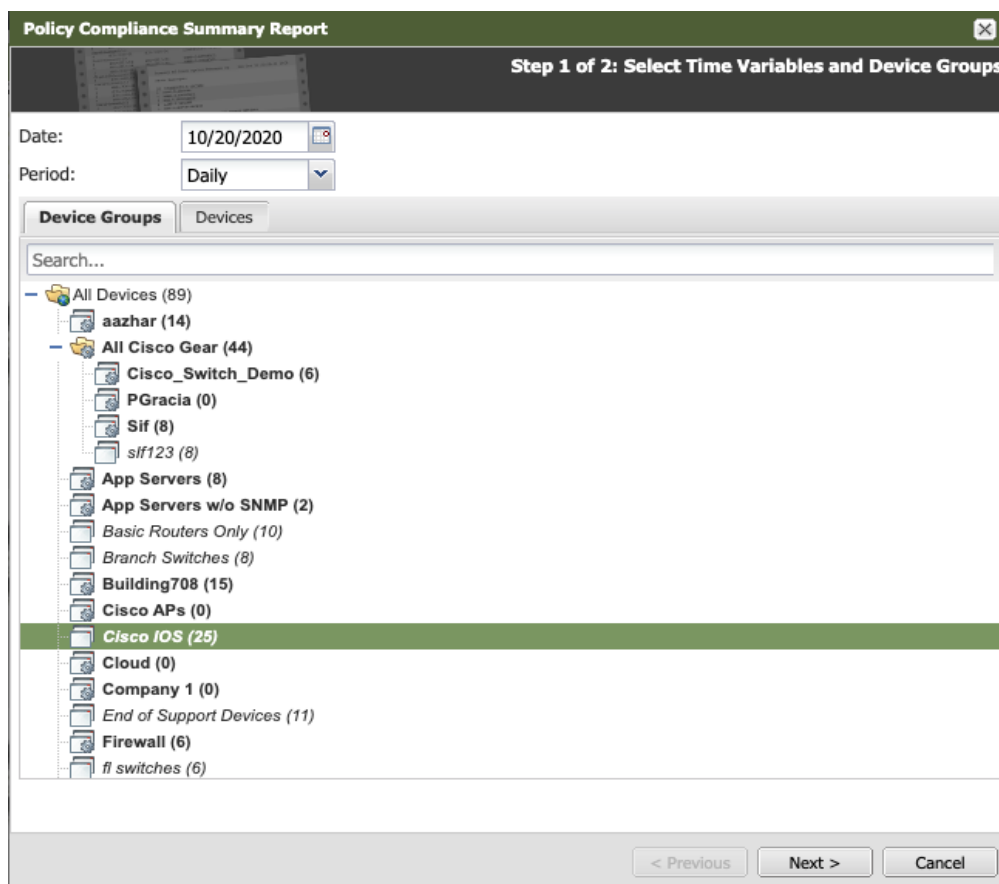 Policy Compliance Summary Report
Step 1 of 2: Select Time Variables and Device Groups
Date: 10/20/2020
Period: Daily
Device Groups Devices
Search...
All Devices (89)
aazhar (14)
All Cisco Gear (44)
Cisco_Switch_Demo (6)
PGracia (0)
Sif (8)
slf123 (8)
App Servers (8)
App Servers w/o SNMP (2)
Basic Routers Only (10)
Branch Switches (8)
Building708 (15)
Cisco APs (0)
Cisco IOS (25)
Cloud (0)
Company 1 (0)
End of Support Devices (11)
Firewall (6)
fl switches (6)
< Previous Next > Cancel